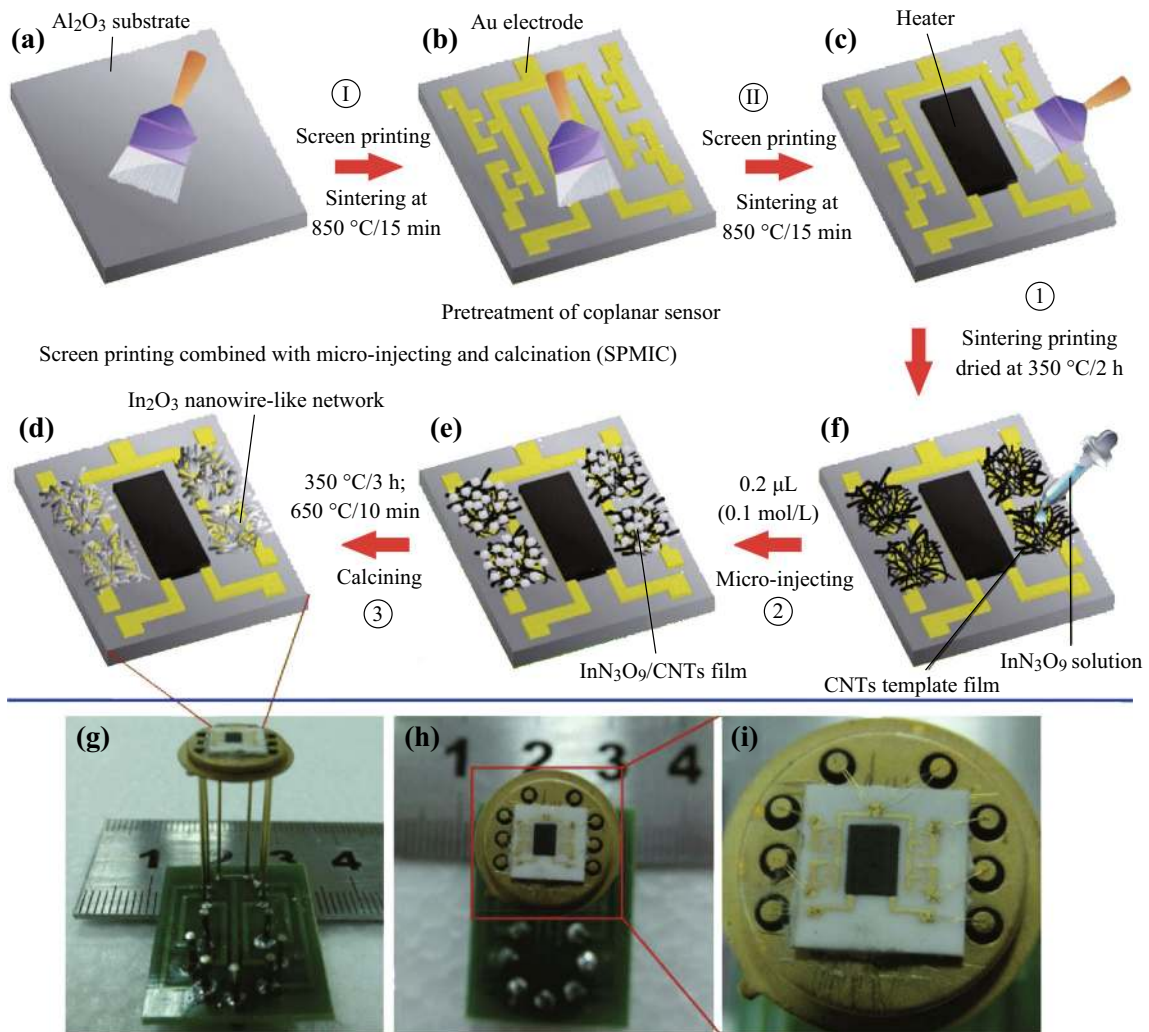 (a)
Al₂O₃ substrate
Ⓘ
Screen printing
Sintering at
850 °C/15 min
(b)
Au electrode
Ⅱ
Screen printing
Sintering at
850 °C/15 min
(c)
Heater
Pretreatment of coplanar sensor
①
Sintering printing
dried at 350 °C/2 h
Screen printing combined with micro-injecting and calcination (SPMIC)
(d)
In₂O₃ nanowire-like network
350 °C/3 h;
650 °C/10 min
Calcining
③
(e)
InN₃O₉/CNTs film
0.2 μL
(0.1 mol/L)
Micro-injecting
②
(f)
InN₃O₉ solution
CNTs template film
(g)
1 2 3 4
(h)
1 2 3 4
(i)